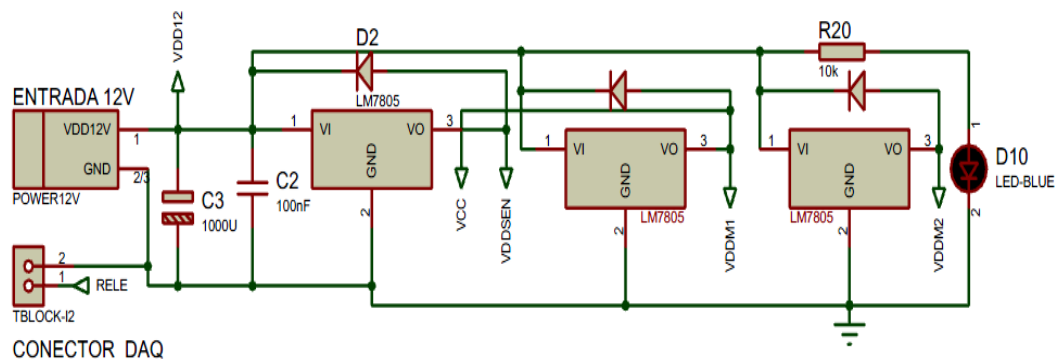 ENTRADA 12V
VDD12V
1
GND
2/3
POWER12V
VDD12
C3
1000U
C2
100nF
D2
LM7805
1
VI
VO
3
GND
2
VCC
VDDSEN
1
VI
VO
3
GND
LM7805
2
VDDM1
R20
10k
1
VI
VO
3
GND
LM7805
2
VDDM2
1
D10
LED-BLUE
2
2
1
RELE
TBLOCK-I2
CONECTOR DAQ